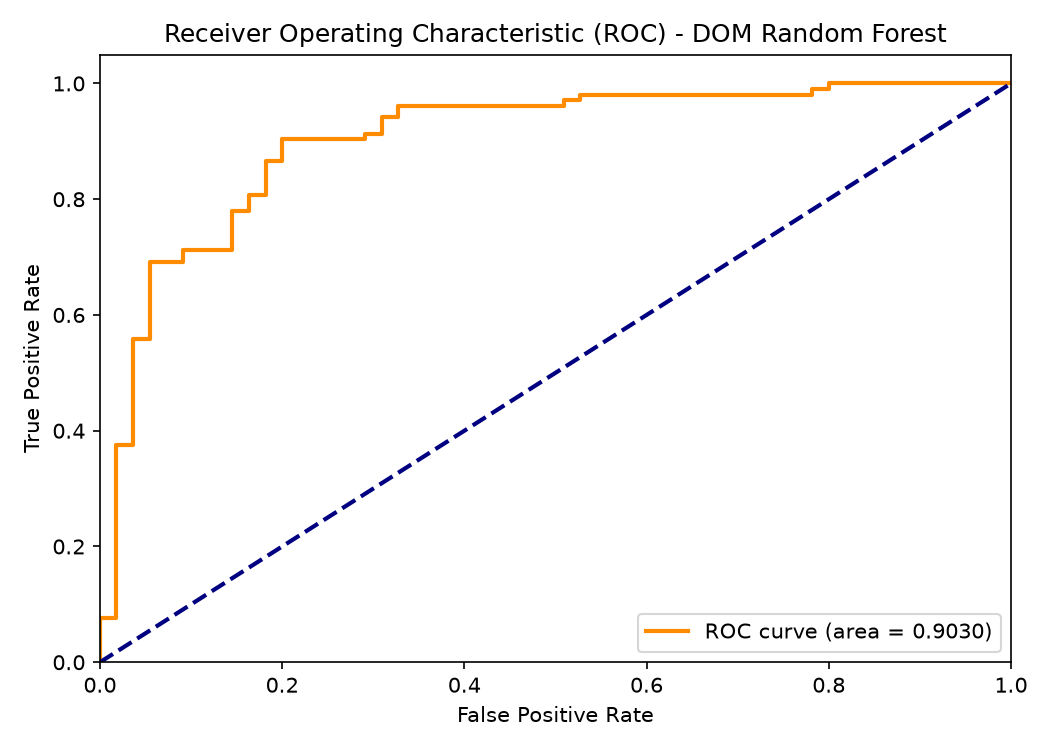 Receiver Operating Characteristic (ROC) - DOM Random Forest
1.0
0.8
0.6
0.4
0.2
0.0
True Positive Rate
ROC curve (area = 0.9030)
0.0 0.2 0.4 0.6 0.8 1.0
False Positive Rate